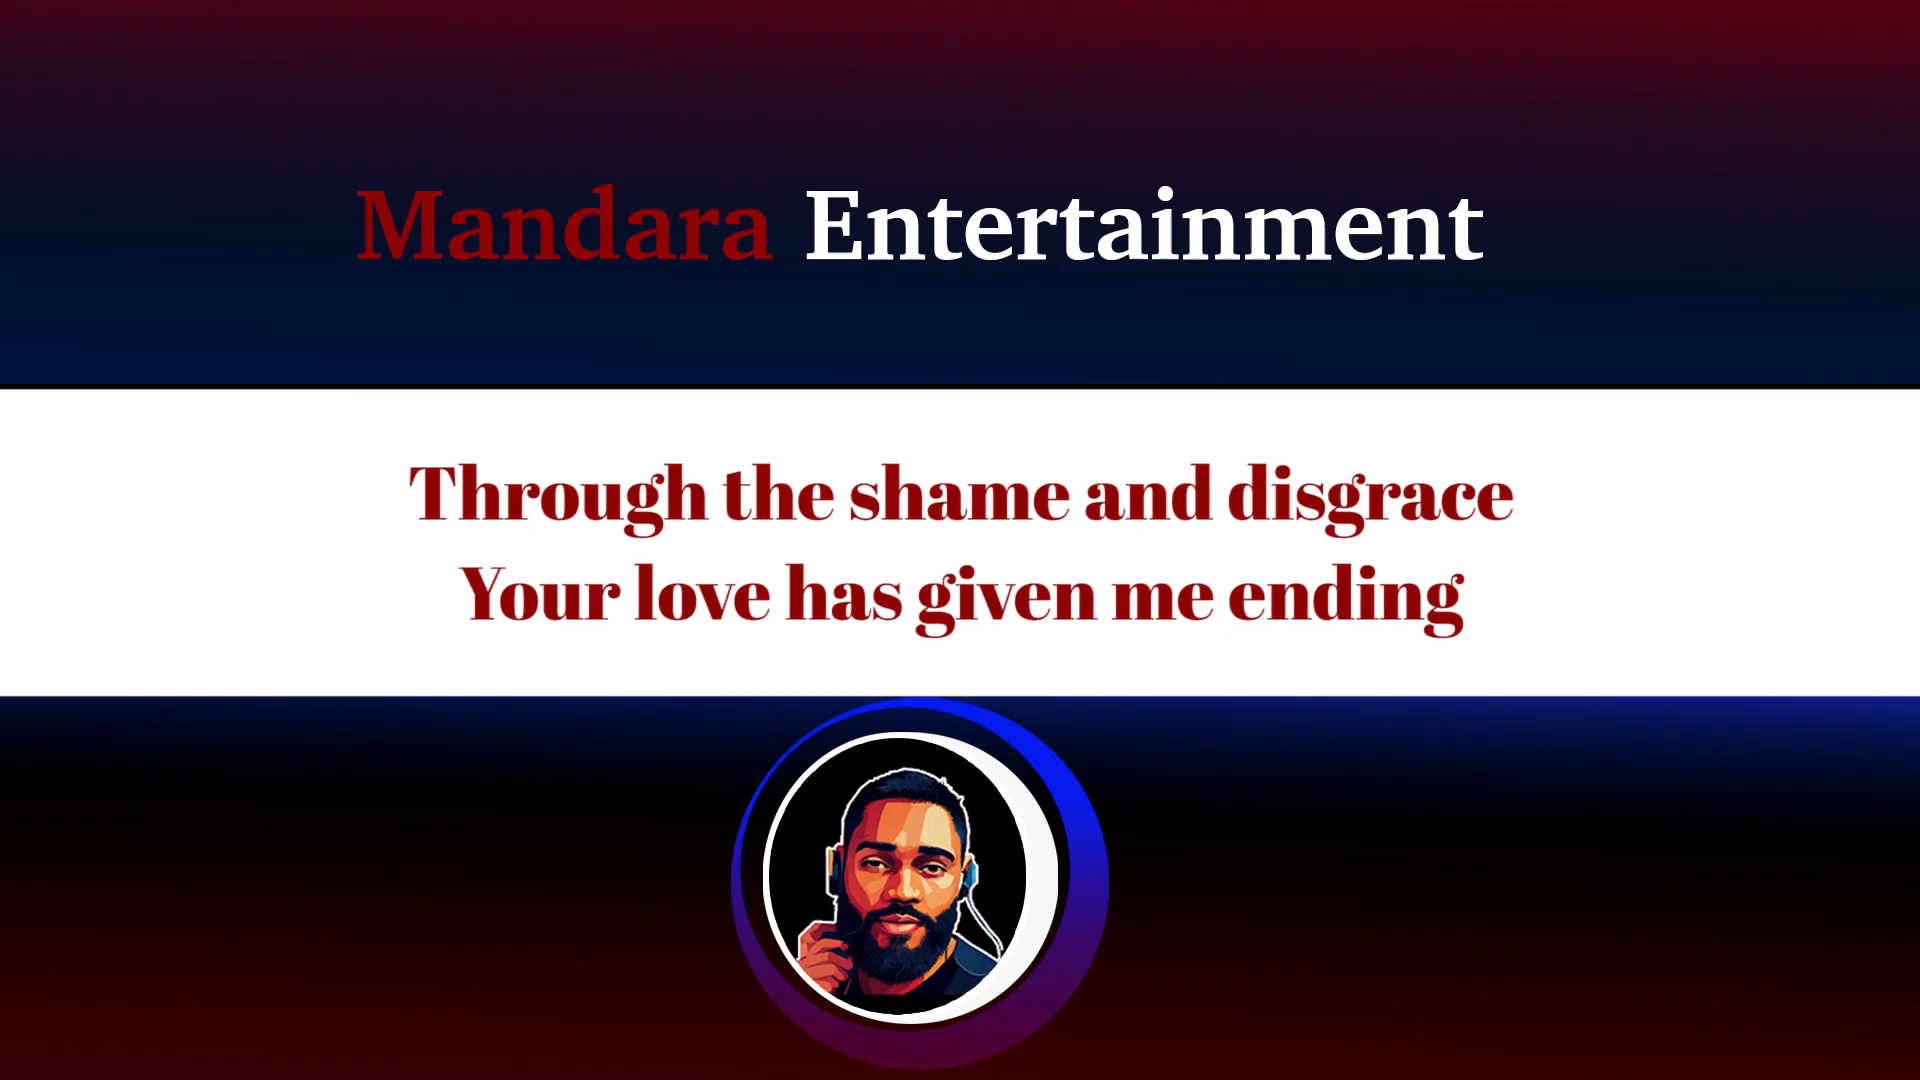 Mandara Entertainment
Through the shame and disgrace
Your love has given me ending